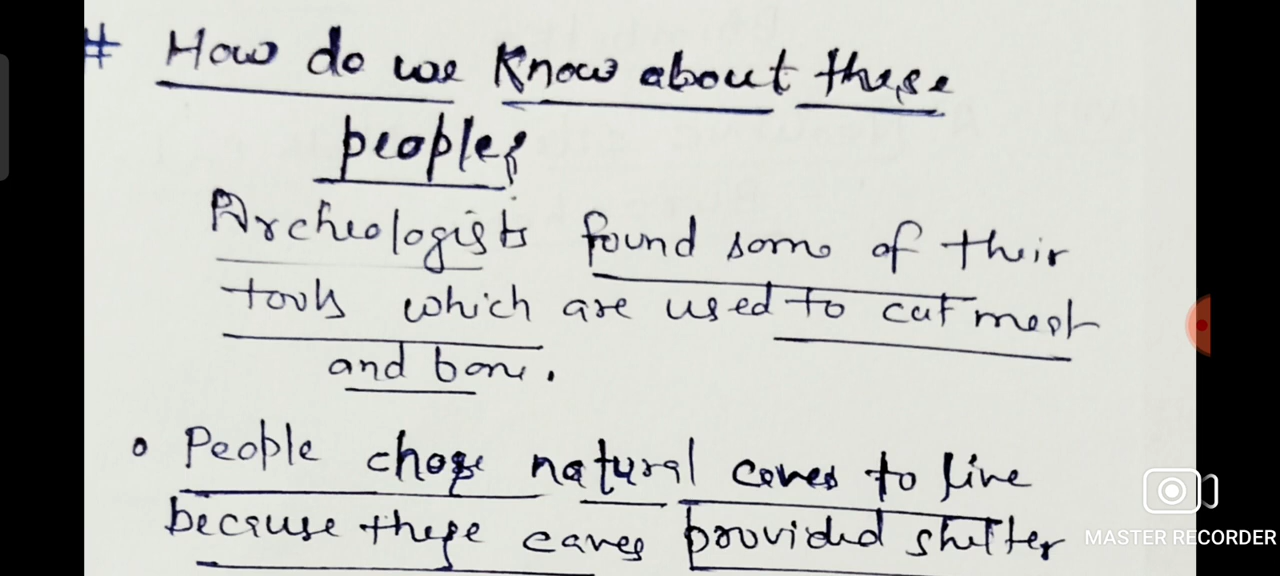 # How do we know about these
people?
Archeologists found some of their
tools which are used to cut meat
and bone.
• People chose natural caves to live
because these caves provided shelter
MASTER RECORDER